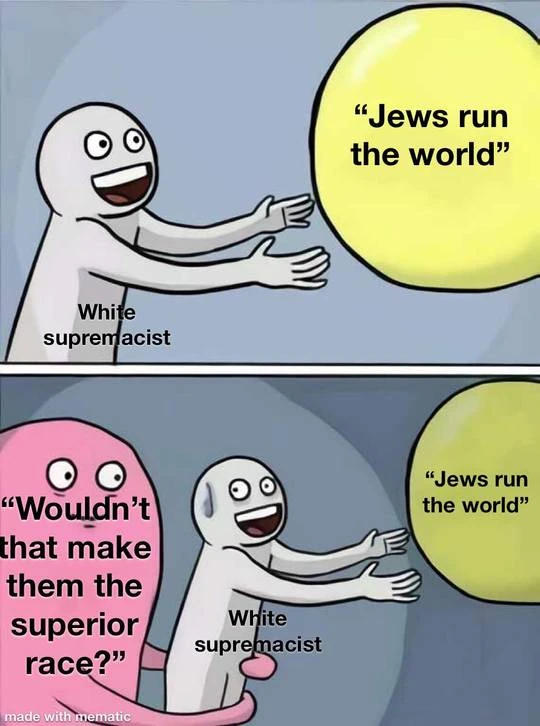 “Jews run
the world”
White
supremacist
“Wouldn’t
that make
them the
superior
race?”
“Jews run
the world”
White
supremacist
made with mematic